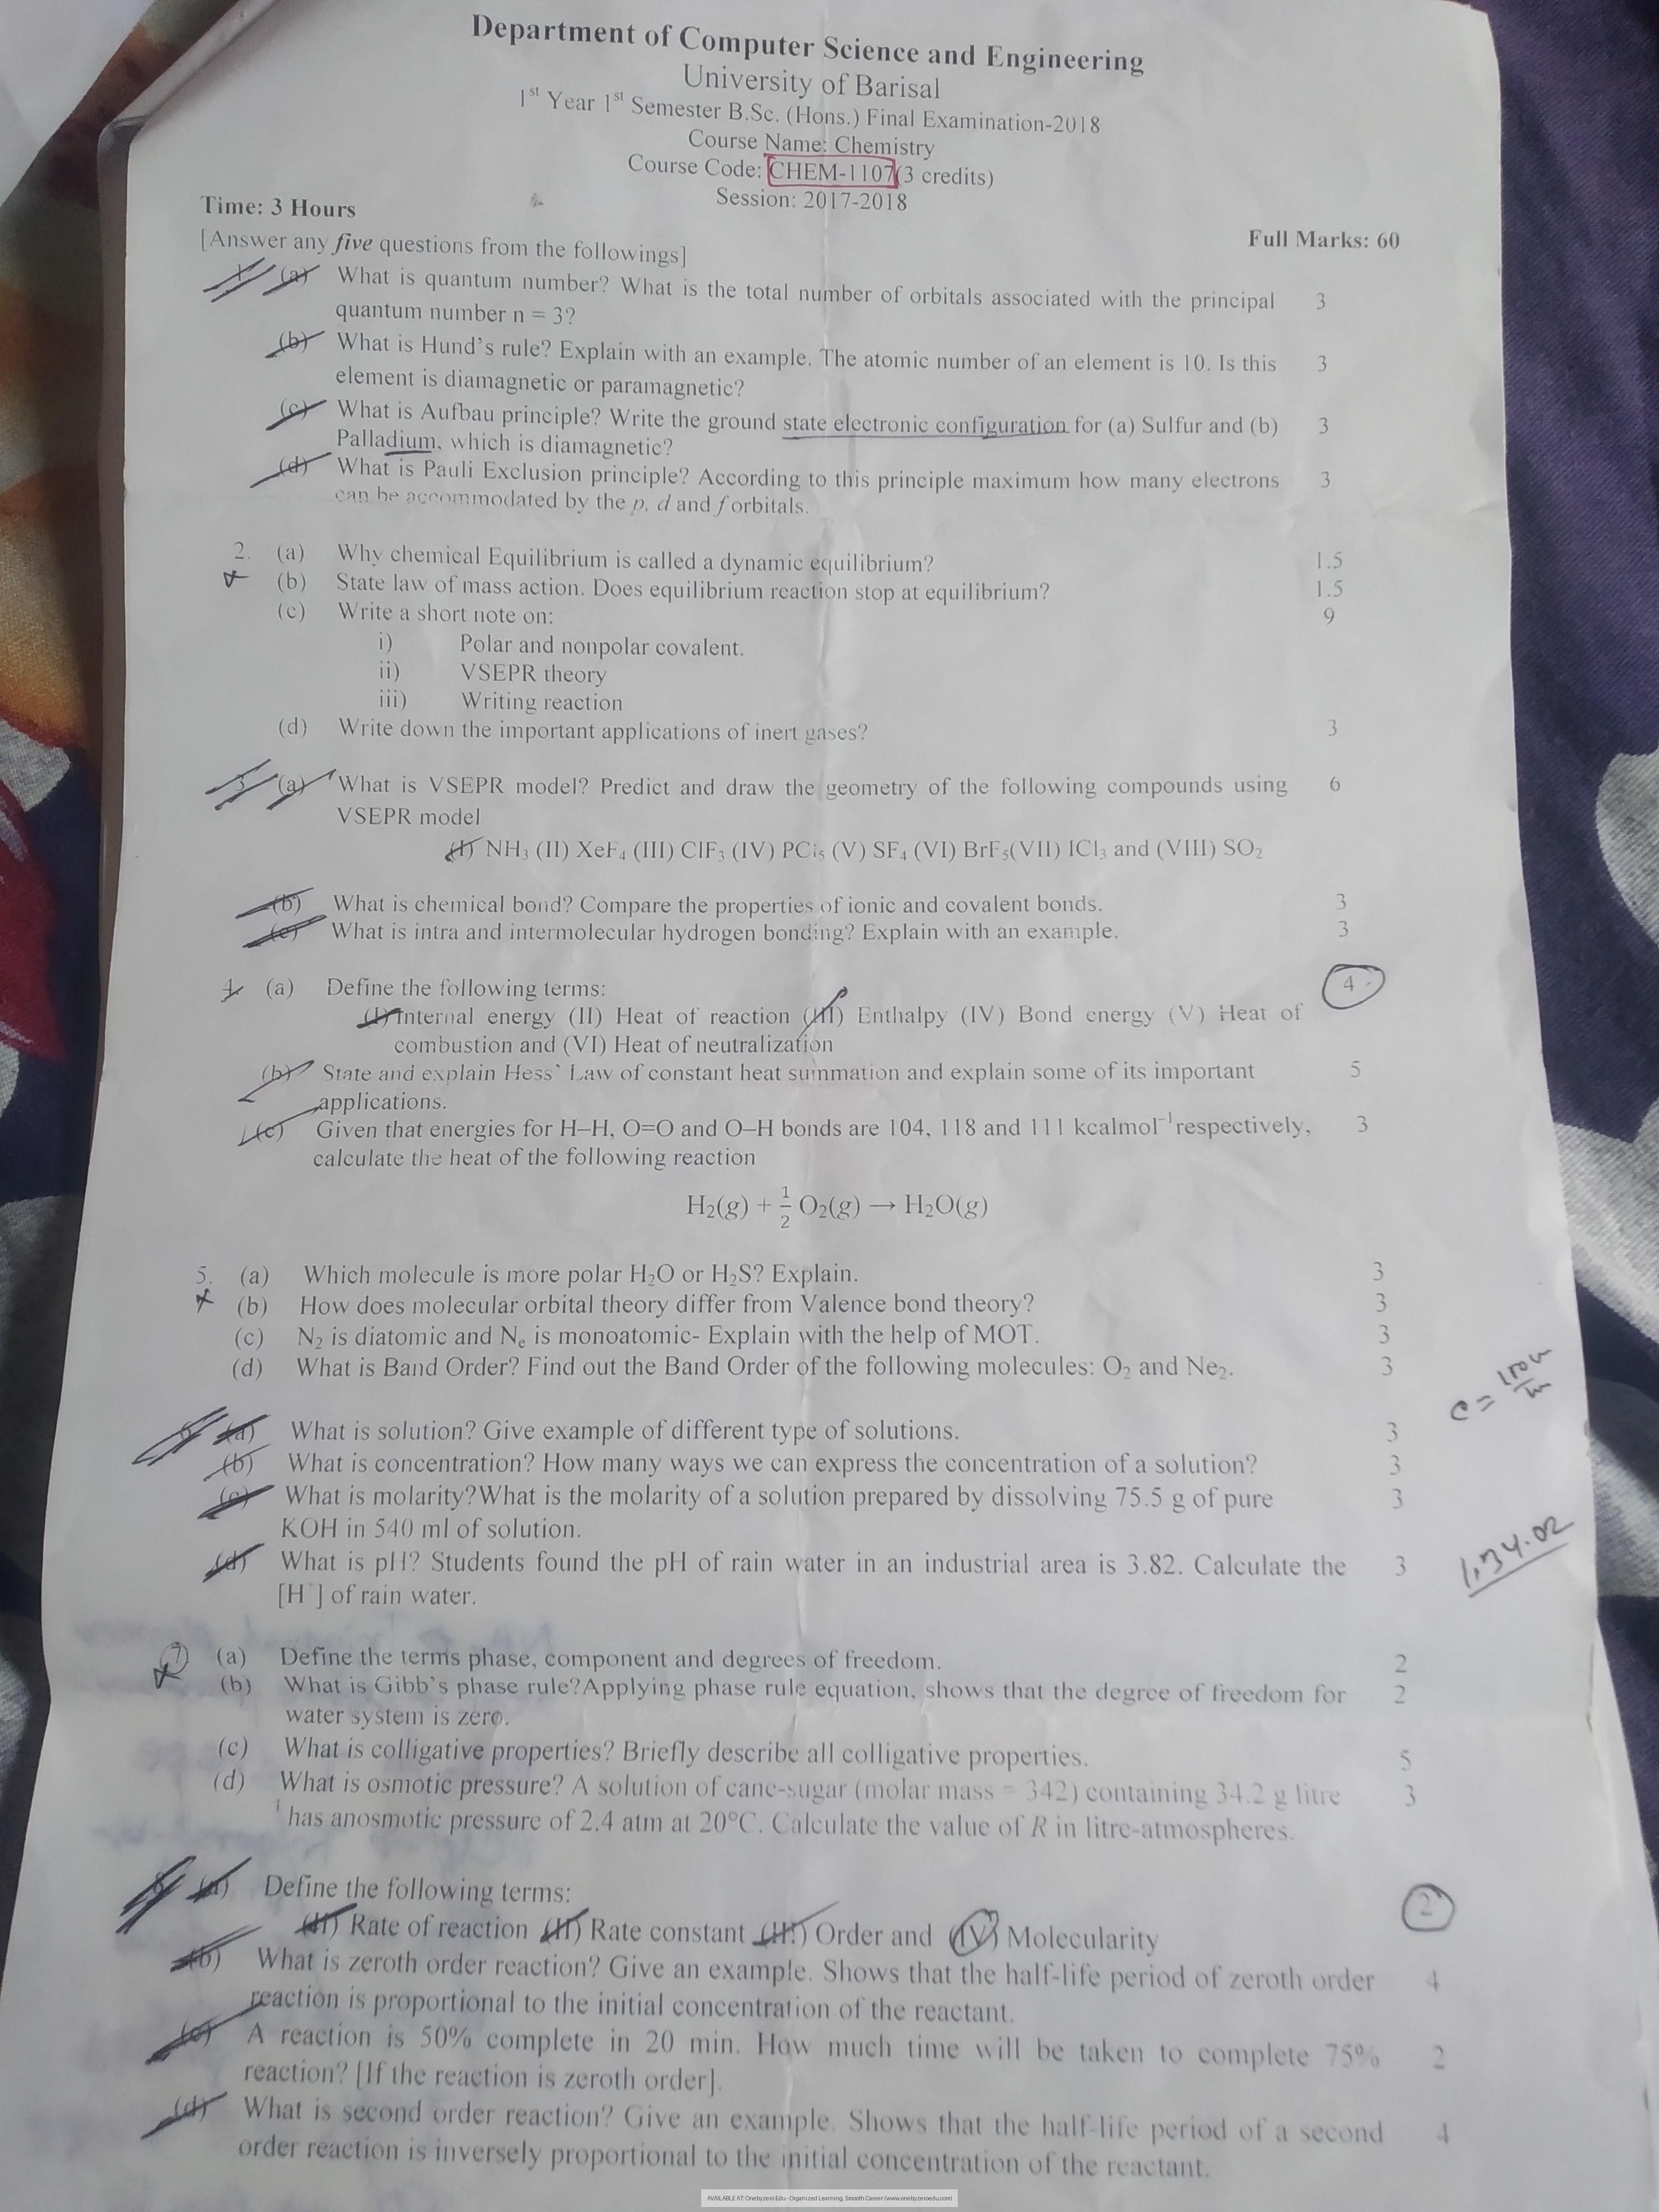 Department of Computer Science and Engineering
University of Barisal
1st Year 1st Semester B.Sc. (Hons.) Final Examination-2018
Course Name: Chemistry
Course Code: CHEM-1107(3 credits)
Session: 2017-2018
Time: 3 Hours
Full Marks: 60
[Answer any five questions from the followings]
1. (a) What is quantum number? What is the total number of orbitals associated with the principal 3
quantum number n = 3?
(b) What is Hund's rule? Explain with an example. The atomic number of an element is 10. Is this 3
element is diamagnetic or paramagnetic?
(c) What is Aufbau principle? Write the ground state electronic configuration for (a) Sulfur and (b) 3
Palladium, which is diamagnetic?
(d) What is Pauli Exclusion principle? According to this principle maximum how many electrons 3
can be accommodated by the p, d and f orbitals.
2. (a) Why chemical Equilibrium is called a dynamic equilibrium? 1.5
(b) State law of mass action. Does equilibrium reaction stop at equilibrium? 1.5
(c) Write a short note on: 9
i) Polar and nonpolar covalent.
ii) VSEPR theory
iii) Writing reaction
(d) Write down the important applications of inert gases? 3
3. (a) What is VSEPR model? Predict and draw the geometry of the following compounds using 6
VSEPR model
(I) NH₃ (II) XeF₄ (III) ClF₃ (IV) PCl₅ (V) SF₄ (VI) BrF₅(VII) ICl₃ and (VIII) SO₂
(b) What is chemical bond? Compare the properties of ionic and covalent bonds. 3
(c) What is intra and intermolecular hydrogen bonding? Explain with an example. 3
4. (a) Define the following terms: 4
(I) Internal energy (II) Heat of reaction (III) Enthalpy (IV) Bond energy (V) Heat of
combustion and (VI) Heat of neutralization
(b) State and explain Hess' Law of constant heat summation and explain some of its important 5
applications.
(c) Given that energies for H–H, O=O and O–H bonds are 104, 118 and 111 kcalmol⁻¹respectively, 3
calculate the heat of the following reaction
H₂(g) + ½ O₂(g) → H₂O(g)
5. (a) Which molecule is more polar H₂O or H₂S? Explain. 3
(b) How does molecular orbital theory differ from Valence bond theory? 3
(c) N₂ is diatomic and Nₑ is monoatomic- Explain with the help of MOT. 3
(d) What is Band Order? Find out the Band Order of the following molecules: O₂ and Ne₂. 3
6. (a) What is solution? Give example of different type of solutions. 3
(b) What is concentration? How many ways we can express the concentration of a solution? 3
(c) What is molarity?What is the molarity of a solution prepared by dissolving 75.5 g of pure 3
KOH in 540 ml of solution.
1.34.02
(d) What is pH? Students found the pH of rain water in an industrial area is 3.82. Calculate the 3
[H⁺] of rain water.
7 (a) Define the terms phase, component and degrees of freedom. 2
(b) What is Gibb's phase rule?Applying phase rule equation, shows that the degree of freedom for 2
water system is zero.
(c) What is colligative properties? Briefly describe all colligative properties. 5
(d) What is osmotic pressure? A solution of cane-sugar (molar mass = 342) containing 34.2 g litre 3
⁻¹ has anosmotic pressure of 2.4 atm at 20°C. Calculate the value of R in litre-atmospheres.
8. (a) Define the following terms: 2
(II) Rate of reaction (II) Rate constant (III) Order and (IV) Molecularity
(b) What is zeroth order reaction? Give an example. Shows that the half-life period of zeroth order 4
reaction is proportional to the initial concentration of the reactant.
(c) A reaction is 50% complete in 20 min. How much time will be taken to complete 75% 2
reaction? [If the reaction is zeroth order].
(d) What is second order reaction? Give an example. Shows that the half-life period of a second 4
order reaction is inversely proportional to the initial concentration of the reactant.
AVAILABLE AT: Onebyzero Edu - Organized Learning, Smooth Career (www.onebyzeroedu.com)